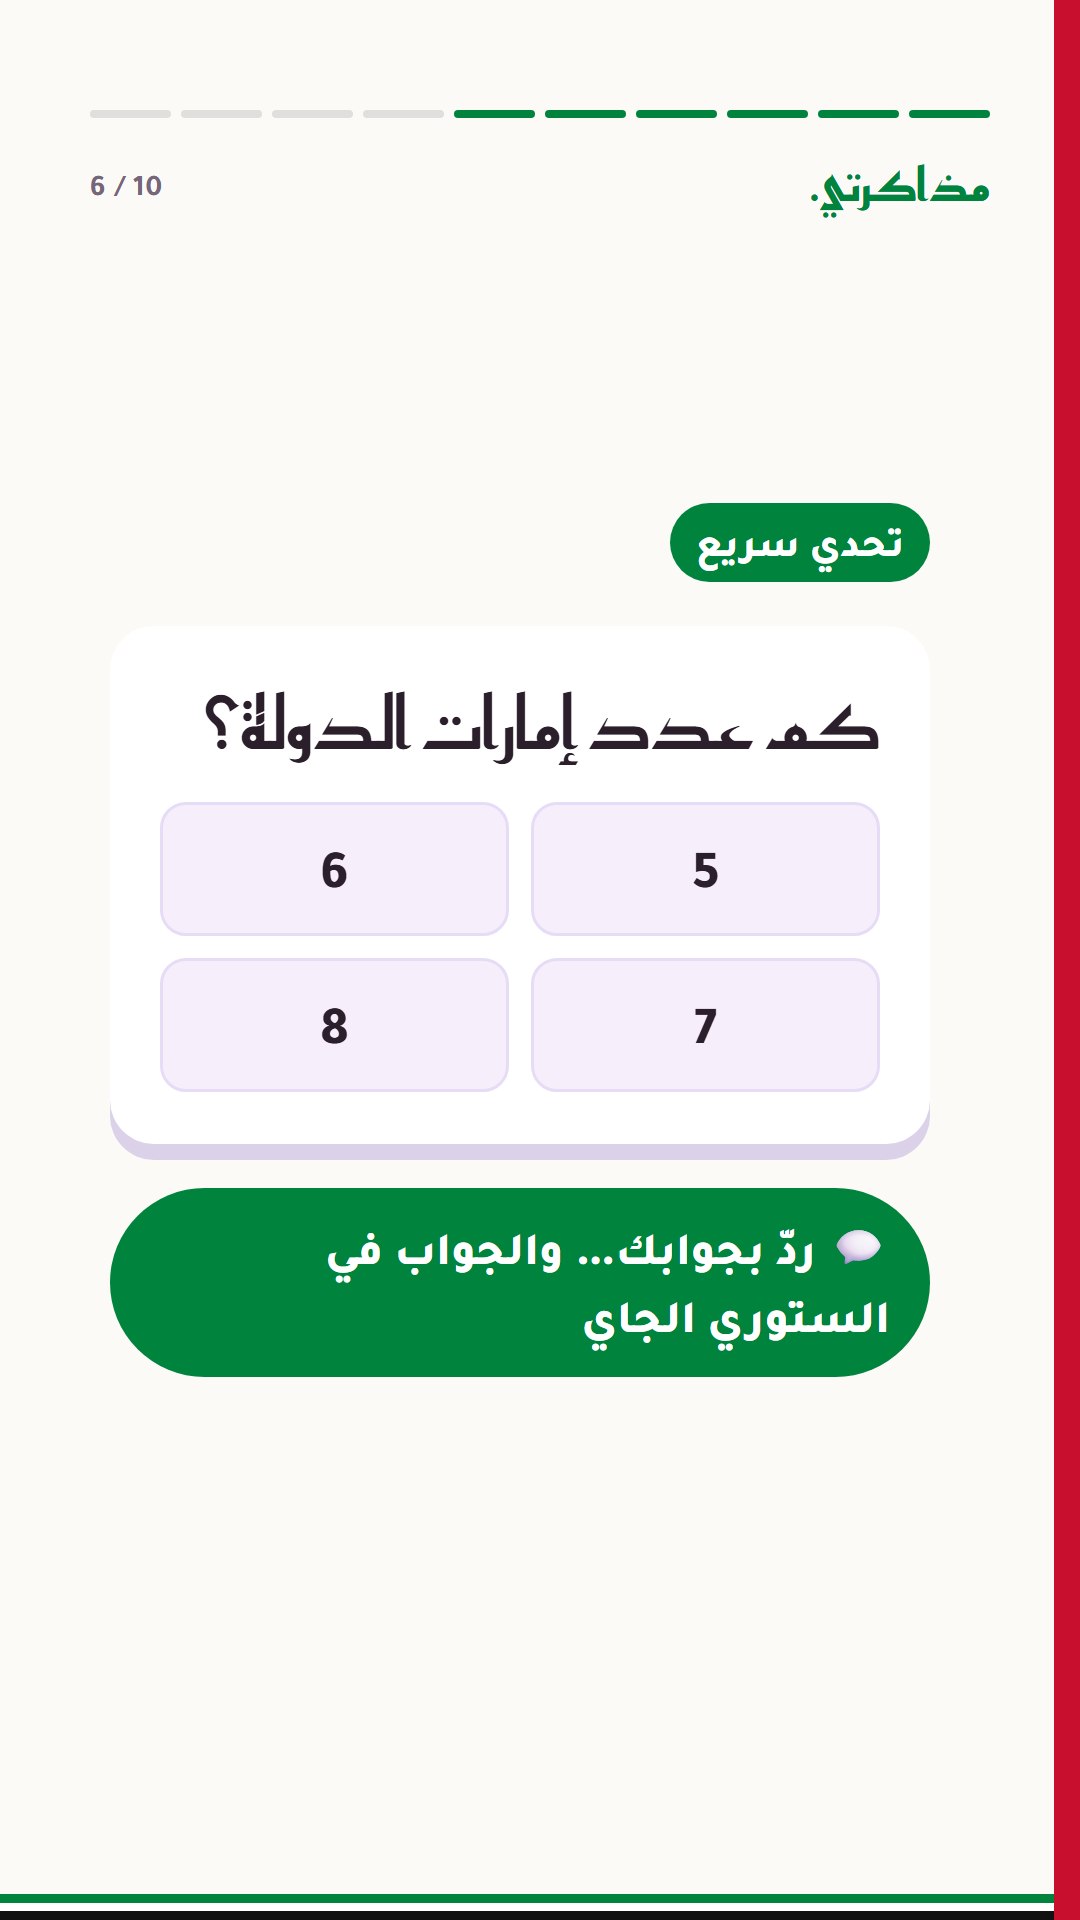 مذاكرتي.
6 / 10
تحدي سريع
كم عدد إمارات الدولة؟
5
6
7
8
💬 ردّ بجوابك... والجواب في
الستوري الجاي